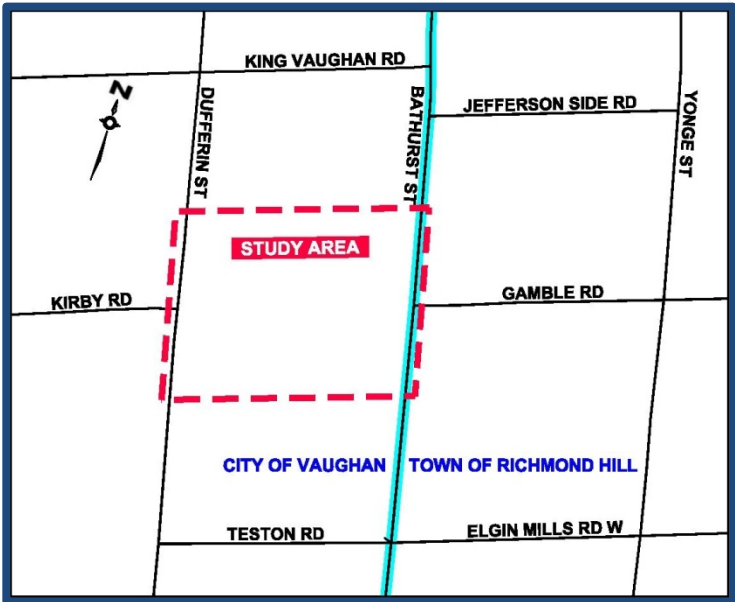 KING VAUGHAN RD
N
DUFFERIN ST
BATHURST ST
JEFFERSON SIDE RD
YONGE ST
STUDY AREA
KIRBY RD
GAMBLE RD
CITY OF VAUGHAN
TOWN OF RICHMOND HILL
TESTON RD
ELGIN MILLS RD W